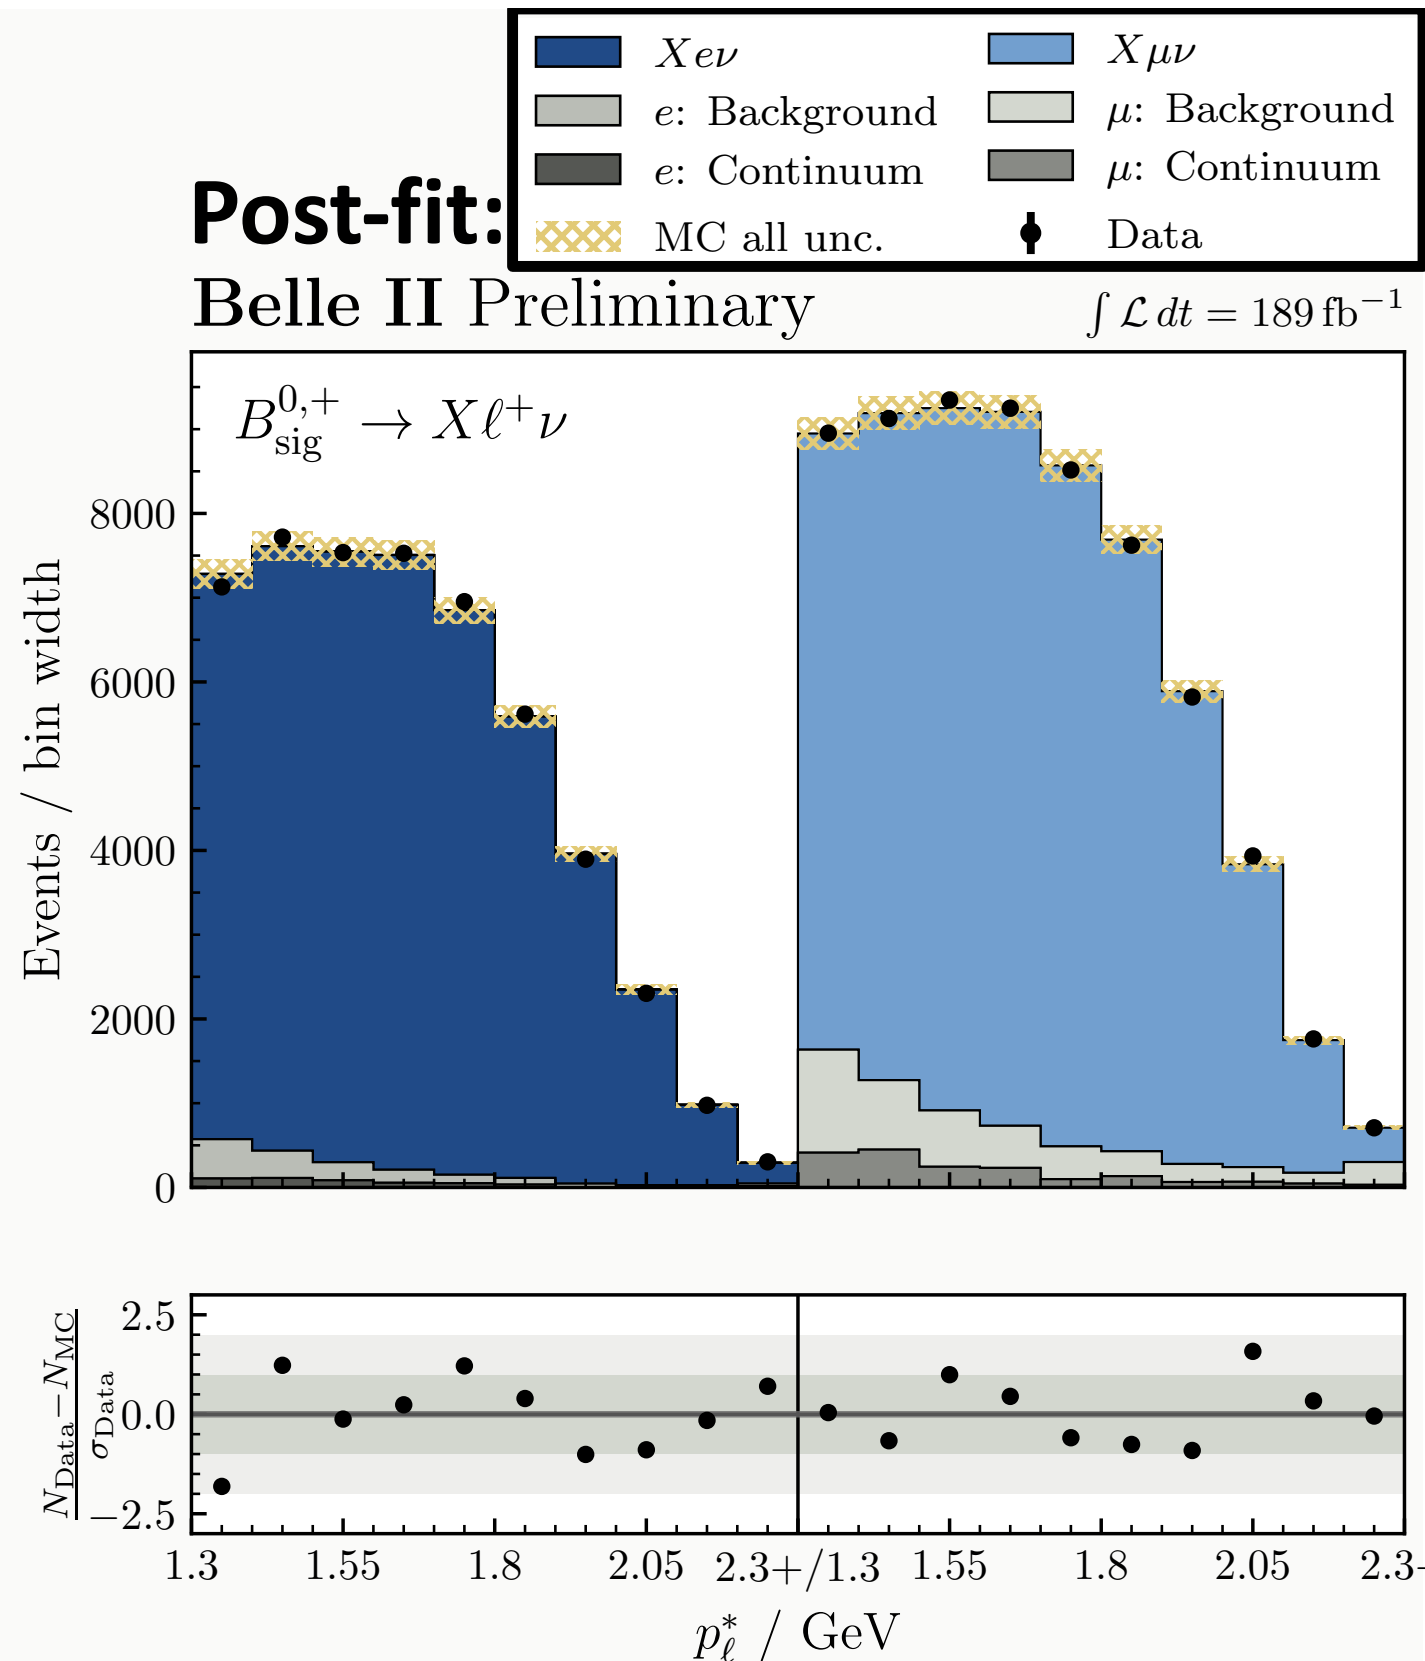 Xeν Xμν
e: Background μ: Background
e: Continuum μ: Continuum
MC all unc. Data
Post-fit:
Belle II Preliminary ∫ℒ dt = 189 fb⁻¹
B⁰,⁺sig → Xℓ⁺ν
8000
6000
4000
2000
0
Events / bin width
2.5
0.0
−2.5
N_Data−N_MC
σ_Data
1.3 1.55 1.8 2.05 2.3+/1.3 1.55 1.8 2.05 2.3
p*ℓ / GeV